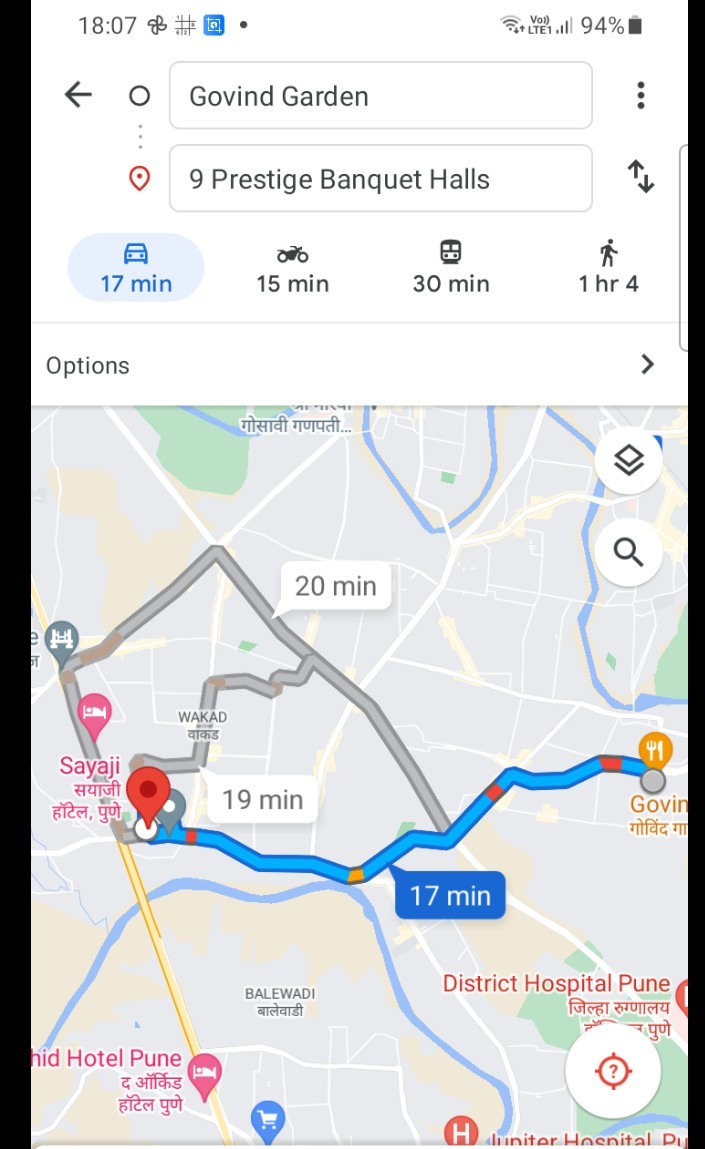 18:07
Vo)) LTE1 94%
Govind Garden
9 Prestige Banquet Halls
17 min
15 min
30 min
1 hr 4
Options
गोसावी गणपती...
20 min
WAKAD
वाकड
Sayaji
सयाजी
हॉटेल, पुणे
19 min
Govin
गोविंद गा
17 min
District Hospital Pune
जिल्हा रुग्णालय
पुणे
BALEWADI
बालेवाडी
hid Hotel Pune
द ऑर्किड
हॉटेल पुणे
H
Jupiter Hospital, Pu